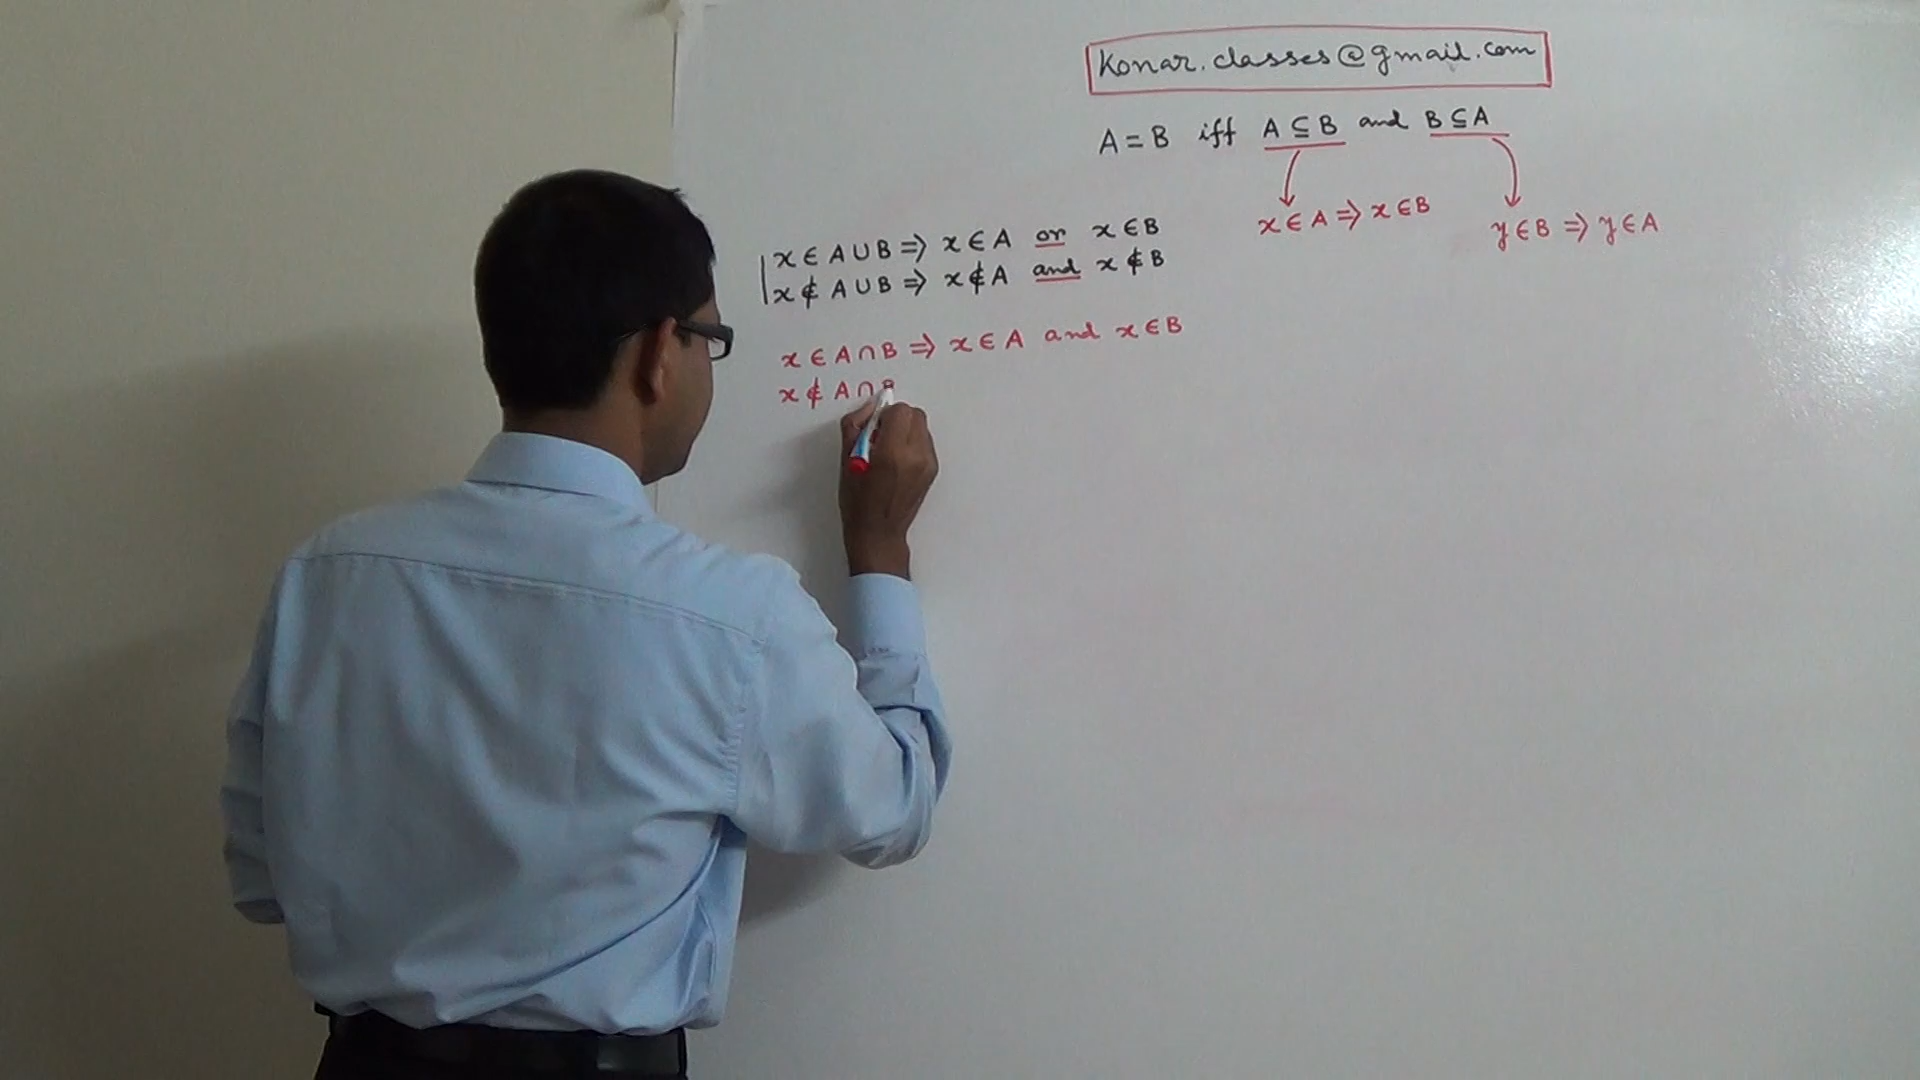 Konar.classes@gmail.com
A = B iff A ⊆ B and B ⊆ A
x ∈ A ⇒ x ∈ B
y ∈ B ⇒ y ∈ A
x ∈ A ∪ B ⇒ x ∈ A or x ∈ B
x ∉ A ∪ B ⇒ x ∉ A and x ∉ B
x ∈ A ∩ B ⇒ x ∈ A and x ∈ B
x ∉ A ∩ B